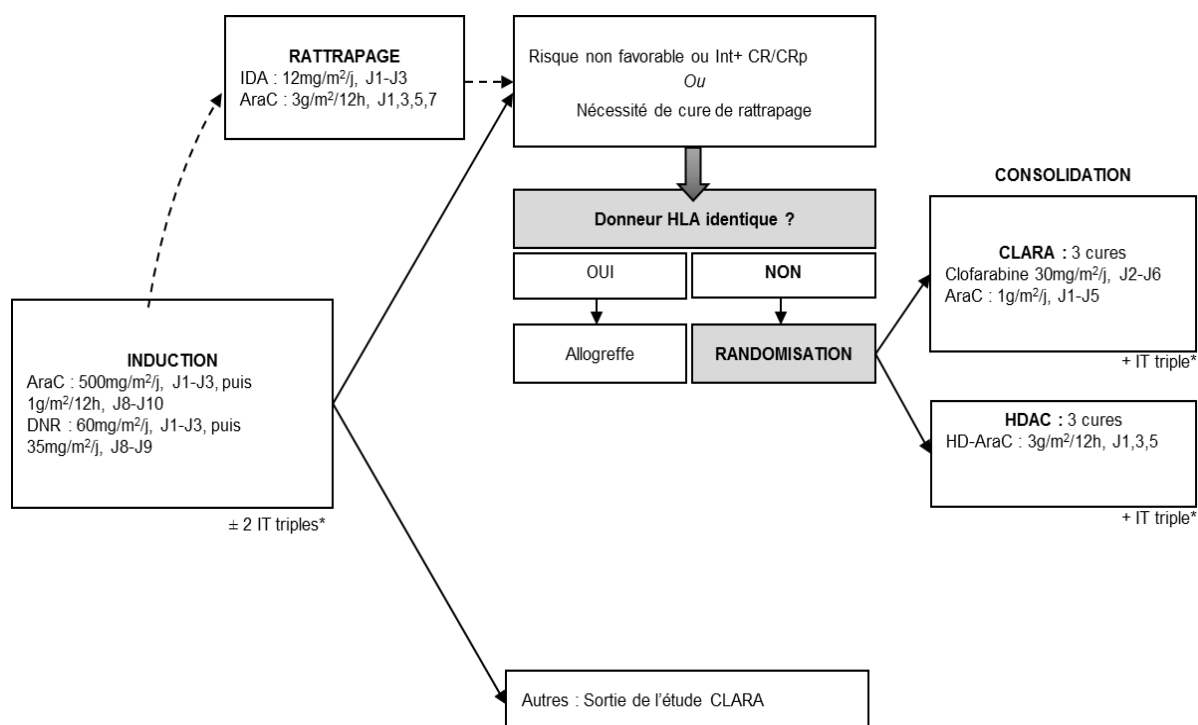 RATTRAPAGE
IDA : 12mg/m²/j, J1-J3
AraC : 3g/m²/12h, J1,3,5,7
Risque non favorable ou Int+ CR/CRp
Ou
Nécessité de cure de rattrapage
Donneur HLA identique ?
OUI
NON
Allogreffe
RANDOMISATION
CONSOLIDATION
CLARA : 3 cures
Clofarabine 30mg/m²/j, J2-J6
AraC : 1g/m²/j, J1-J5
+ IT triple*
HDAC : 3 cures
HD-AraC : 3g/m²/12h, J1,3,5
+ IT triple*
INDUCTION
AraC : 500mg/m²/j, J1-J3, puis
1g/m²/12h, J8-J10
DNR : 60mg/m²/j, J1-J3, puis
35mg/m²/j, J8-J9
± 2 IT triples*
Autres : Sortie de l'étude CLARA